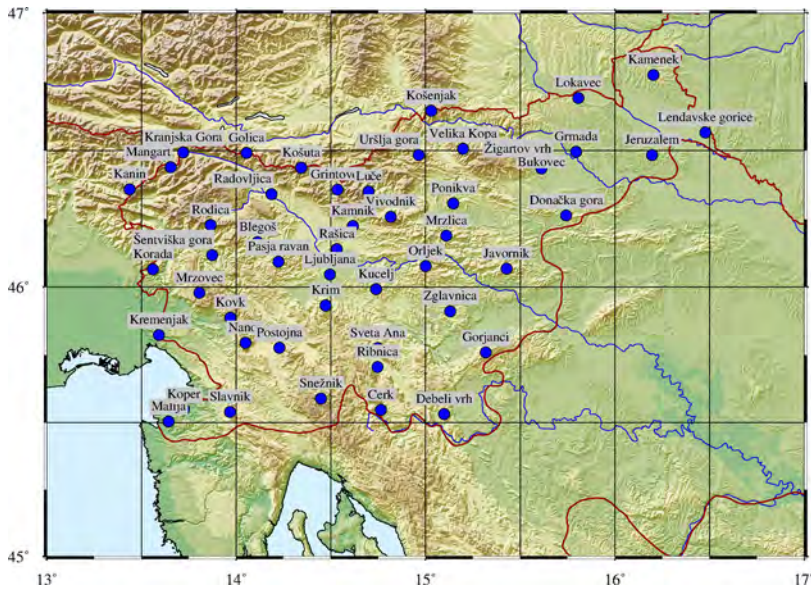 47°
Kamenek
Lokavec
Košenjak
Lendavske gorice
Velika Kopa
Kranjska Gora
Golica
Uršlja gora
Žigartov vrh
Grmada
Jeruzalem
Mangart
Košuta
Bukovec
Kanin
Radovljica
Luče
Ponikva
Vivodnik
Donačka gora
Rodica
Kamnik
Blegoš
Mrzlica
Šentviška gora
Pasja ravan
Rašica
Korada
Ljubljana
Orljek
Javornik
46°
Mrzovec
Kucelj
Kovk
Krim
Zglavnica
Kremenjak
Postojna
Sveta Ana
Gorjanci
Ribnica
Snežnik
Koper
Slavnik
Cerk
Debeli vrh
45°
13°
14°
15°
16°
17°